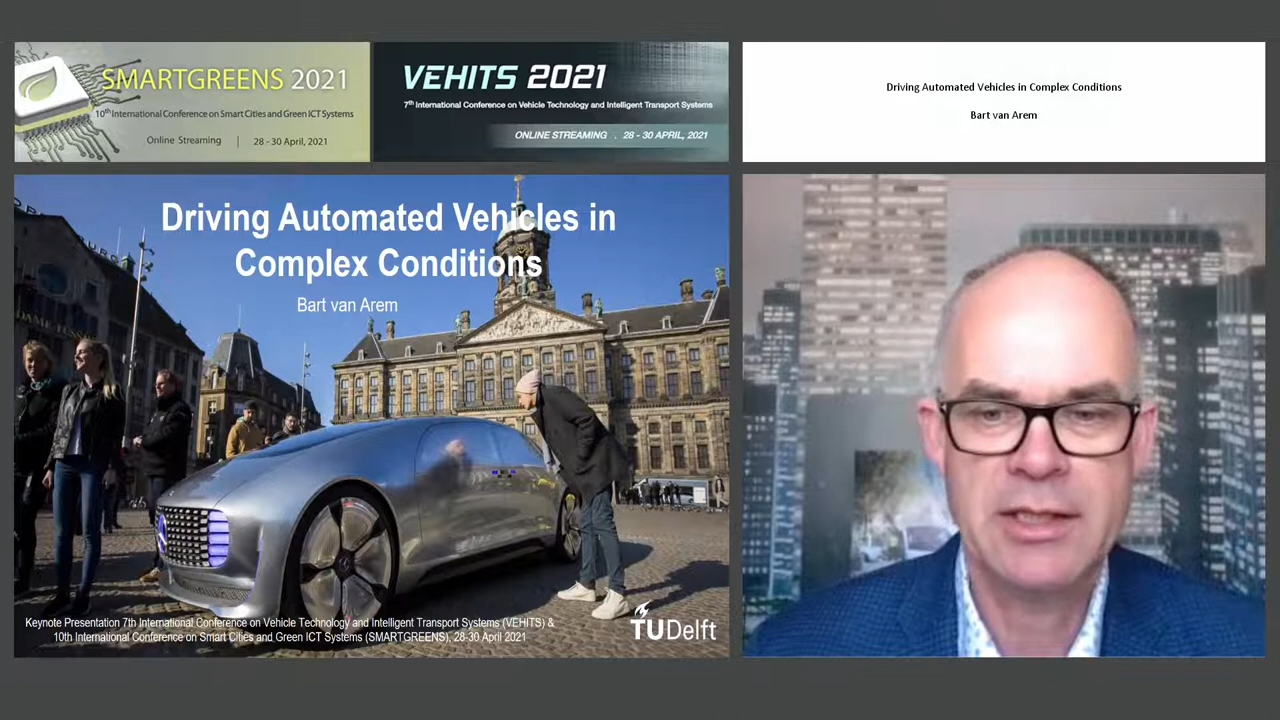 SMARTGREENS 2021
10th International Conference on Smart Cities and Green ICT Systems
Online Streaming | 28 - 30 April, 2021
VEHITS 2021
7th International Conference on Vehicle Technology and Intelligent Transport Systems
ONLINE STREAMING . 28 - 30 APRIL, 2021
Driving Automated Vehicles in Complex Conditions
Bart van Arem
Driving Automated Vehicles in
Complex Conditions
Bart van Arem
Keynote Presentation 7th International Conference on Vehicle Technology and Intelligent Transport Systems (VEHITS) &
10th International Conference on Smart Cities and Green ICT Systems (SMARTGREENS), 28-30 April 2021
TUDelft